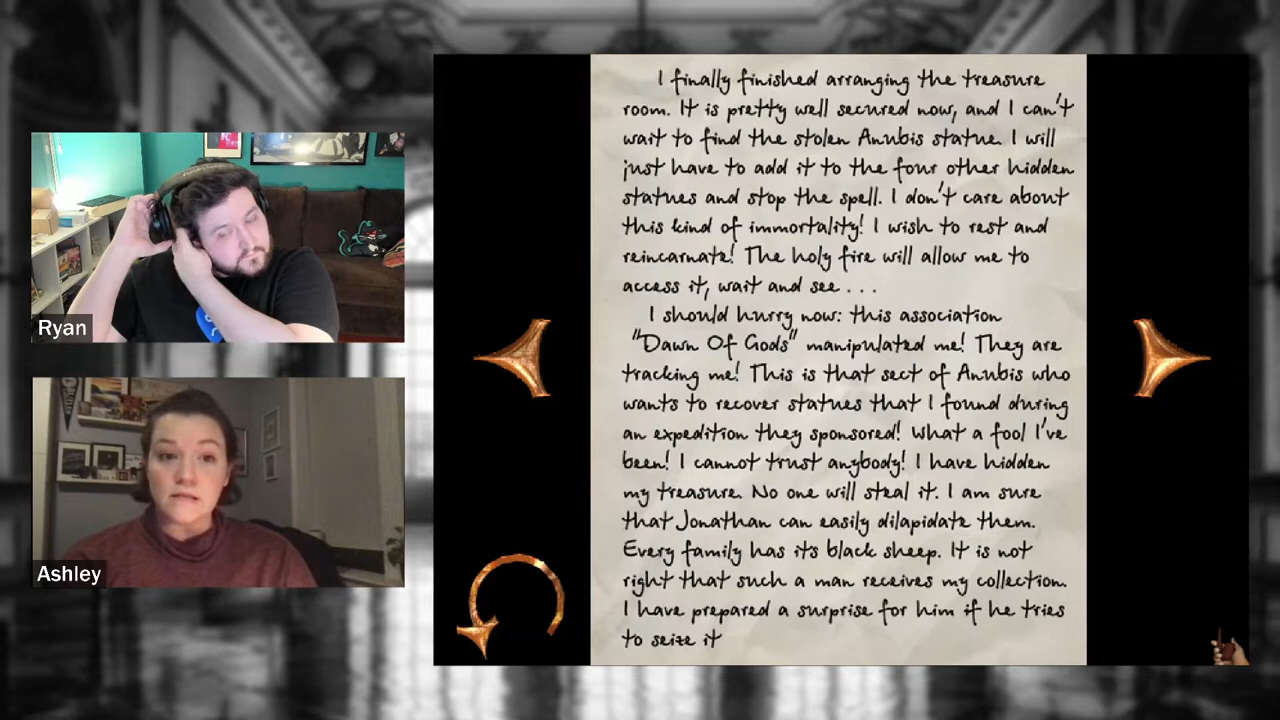 Ryan
Ashley
I finally finished arranging the treasure
room. It is pretty well secured now, and I can't
wait to find the stolen Anubis statue. I will
just have to add it to the four other hidden
statues and stop the spell. I don't care about
this kind of immortality! I wish to rest and
reincarnate! The holy fire will allow me to
access it, wait and see . . .
I should hurry now: this association
"Dawn Of Gods" manipulated me! They are
tracking me! This is that sect of Anubis who
wants to recover statues that I found during
an expedition they sponsored! What a fool I've
been! I cannot trust anybody! I have hidden
my treasure. No one will steal it. I am sure
that Jonathan can easily dilapidate them.
Every family has its black sheep. It is not
right that such a man receives my collection.
I have prepared a surprise for him if he tries
to seize it